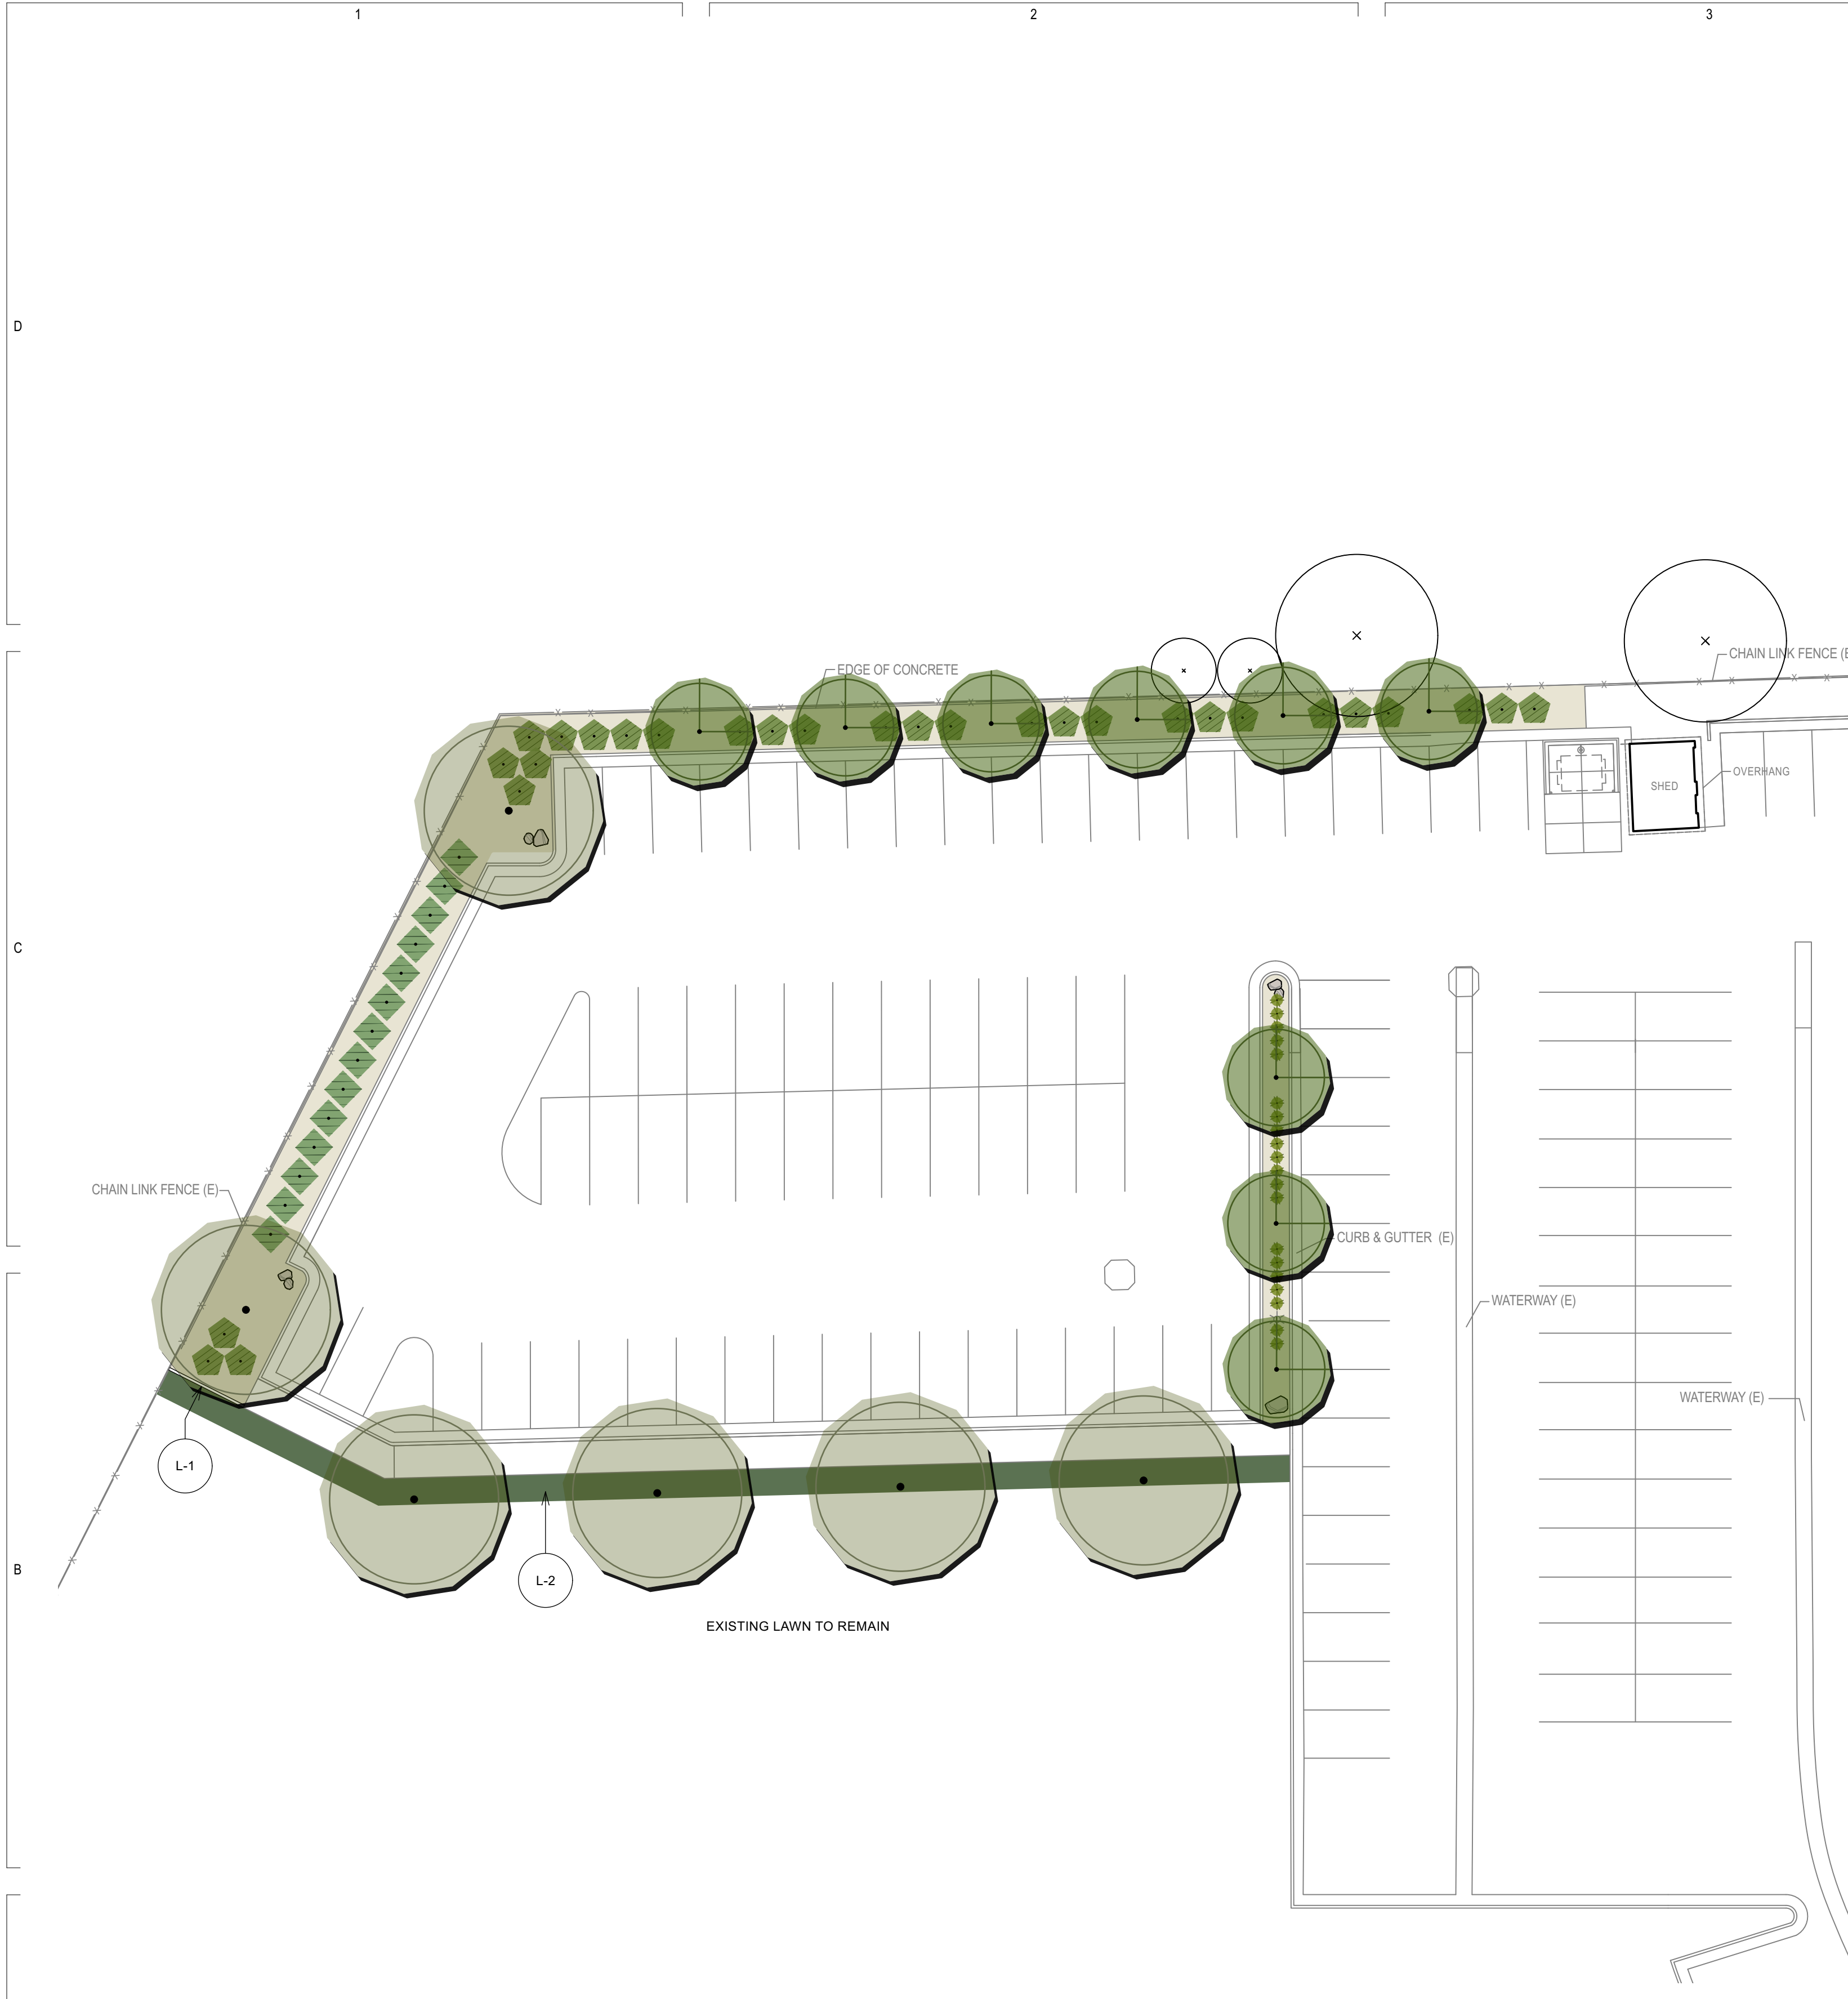 1
2
3
D
EDGE OF CONCRETE
CHAIN LINK FENCE (E
OVERHANG
SHED
C
CHAIN LINK FENCE (E)
CURB & GUTTER (E)
WATERWAY (E)
WATERWAY (E)
L-1
B
L-2
EXISTING LAWN TO REMAIN